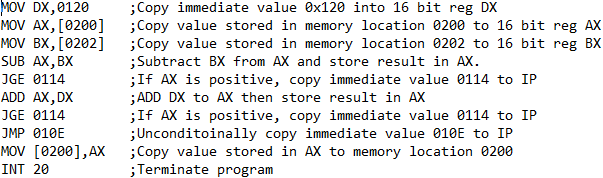 MOV DX,0120 ;Copy immediate value 0x120 into 16 bit reg DX
MOV AX,[0200] ;Copy value stored in memory location 0200 to 16 bit reg AX
MOV BX,[0202] ;Copy value stored in memory location 0202 to 16 bit reg BX
SUB AX,BX ;Subtract BX from AX and store result in AX.
JGE 0114 ;If AX is positive, copy immediate value 0114 to IP
ADD AX,DX ;ADD DX to AX then store result in AX
JGE 0114 ;If AX is positive, copy immediate value 0114 to IP
JMP 010E ;Unconditoinally copy immediate value 010E to IP
MOV [0200],AX ;Copy value stored in AX to memory location 0200
INT 20 ;Terminate program